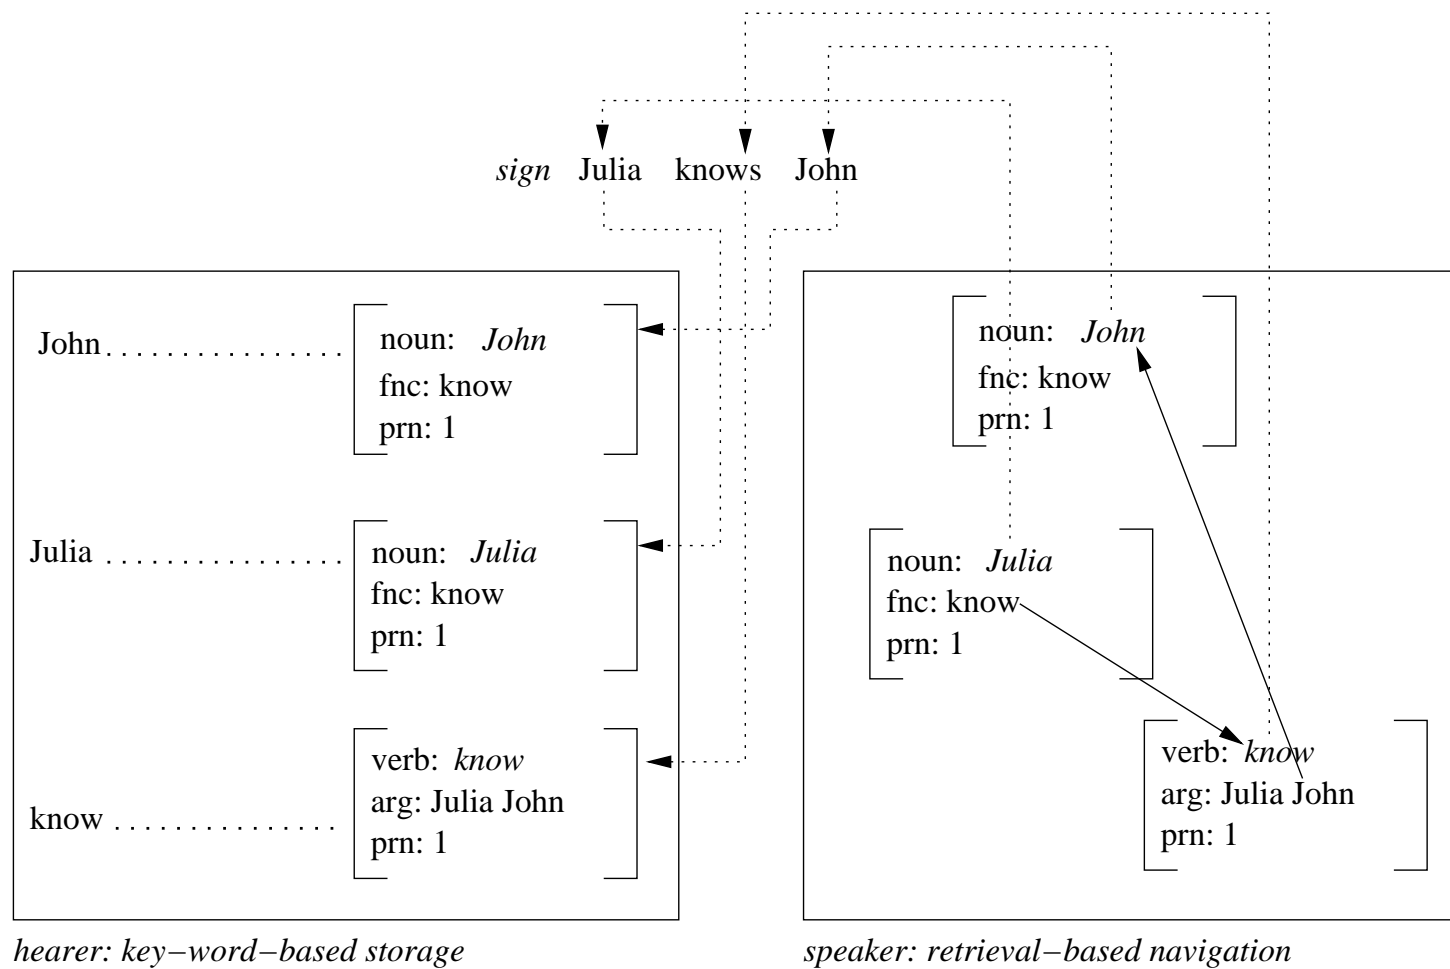 sign Julia knows John
John . . . . . . . . . . . . . . . .
noun: John
fnc: know
prn: 1
Julia . . . . . . . . . . . . . . . .
noun: Julia
fnc: know
prn: 1
know . . . . . . . . . . . . . . .
verb: know
arg: Julia John
prn: 1
hearer: key−word−based storage
noun: John
fnc: know
prn: 1
noun: Julia
fnc: know
prn: 1
verb: know
arg: Julia John
prn: 1
speaker: retrieval−based navigation